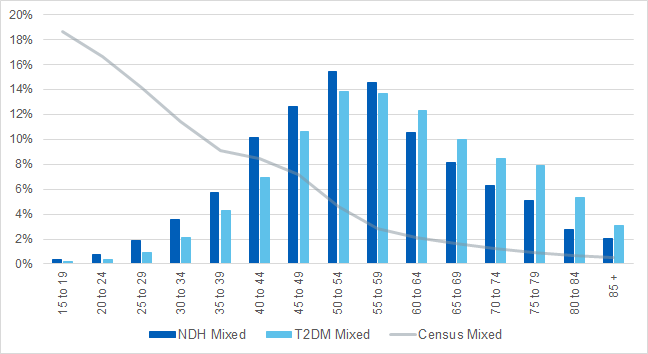 20%
18%
16%
14%
12%
10%
8%
6%
4%
2%
0%
15 to 19
20 to 24
25 to 29
30 to 34
35 to 39
40 to 44
45 to 49
50 to 54
55 to 59
60 to 64
65 to 69
70 to 74
75 to 79
80 to 84
85 +
NDH Mixed T2DM Mixed Census Mixed